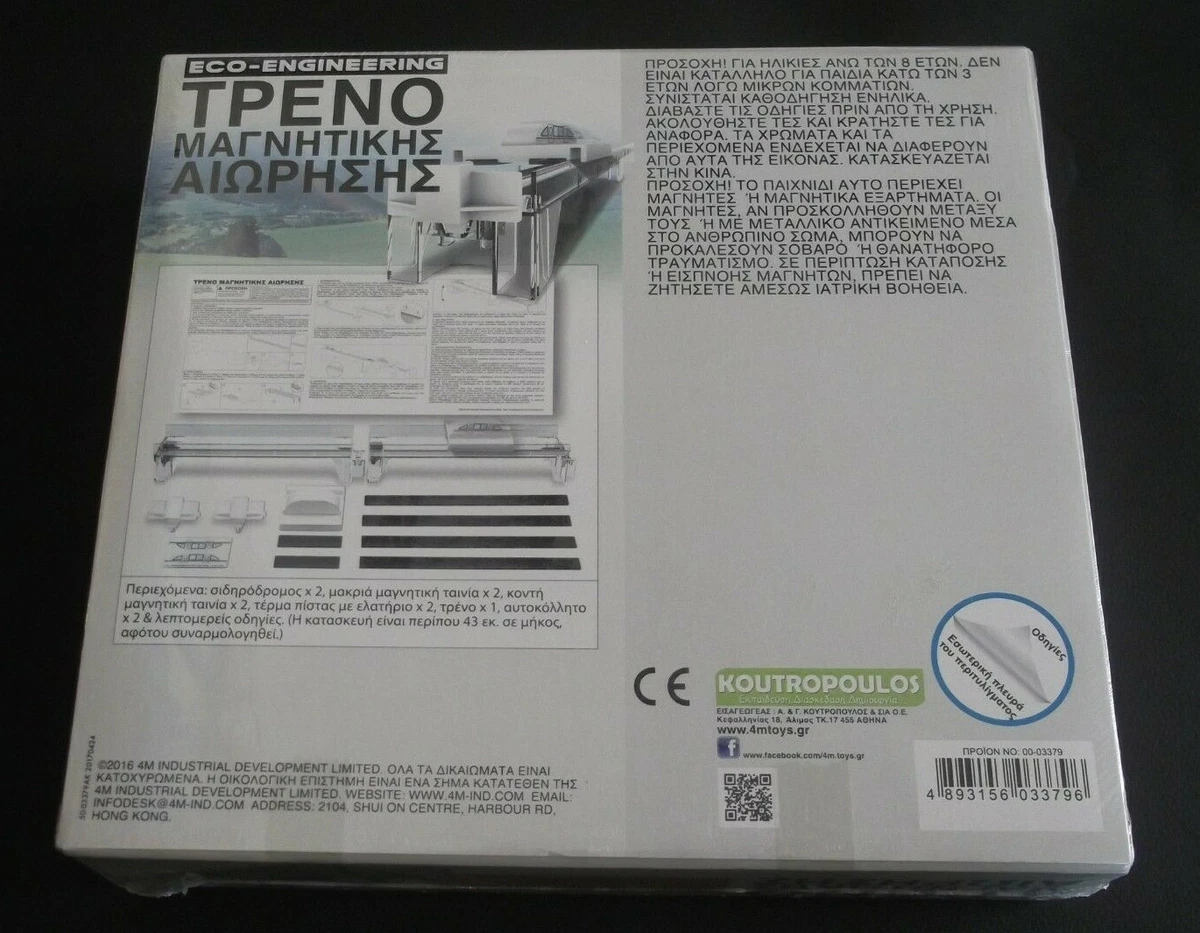 ECO-ENGINEERING
ΤΡΕΝΟ
ΜΑΓΝΗΤΙΚΗΣ
ΑΙΩΡΗΣΗΣ
ΤΡΕΝΟ ΜΑΓΝΗΤΙΚΗΣ ΑΙΩΡΗΣΗΣ
Περιεχόμενα: σιδηρόδρομος x 2, μακριά μαγνητική ταινία x 2, κοντή
μαγνητική ταινία x 2, τέρμα πίστας με ελατήριο x 2, τρένο x 1, αυτοκόλλητο
x 2 & λεπτομερείς οδηγίες. (Η κατασκευή είναι περίπου 43 εκ. σε μήκος,
αφότου συναρμολογηθεί.)
©2016 4M INDUSTRIAL DEVELOPMENT LIMITED. ΟΛΑ ΤΑ ΔΙΚΑΙΩΜΑΤΑ ΕΙΝΑΙ
ΚΑΤΟΧΥΡΩΜΕΝΑ. Η ΟΙΚΟΛΟΓΙΚΗ ΕΠΙΣΤΗΜΗ ΕΙΝΑΙ ΕΝΑ ΣΗΜΑ ΚΑΤΑΤΕΘΕΝ ΤΗΣ
4M INDUSTRIAL DEVELOPMENT LIMITED. WEBSITE: WWW.4M-IND.COM EMAIL:
INFODESK@4M-IND.COM ADDRESS: 2104, SHUI ON CENTRE, HARBOUR RD,
HONG KONG.
ΠΡΟΣΟΧΗ! ΓΙΑ ΗΛΙΚΙΕΣ ΑΝΩ ΤΩΝ 8 ΕΤΩΝ. ΔΕΝ
ΕΙΝΑΙ ΚΑΤΑΛΛΗΛΟ ΓΙΑ ΠΑΙΔΙΑ ΚΑΤΩ ΤΩΝ 3
ΕΤΩΝ ΛΟΓΩ ΜΙΚΡΩΝ ΚΟΜΜΑΤΙΩΝ.
ΣΥΝΙΣΤΑΤΑΙ ΚΑΘΟΔΗΓΗΣΗ ΕΝΗΛΙΚΑ.
ΔΙΑΒΑΣΤΕ ΤΙΣ ΟΔΗΓΙΕΣ ΠΡΙΝ ΑΠΟ ΤΗ ΧΡΗΣΗ.
ΑΚΟΛΟΥΘΗΣΤΕ ΤΕΣ ΚΑΙ ΚΡΑΤΗΣΤΕ ΤΕΣ ΓΙΑ
ΑΝΑΦΟΡΑ. ΤΑ ΧΡΩΜΑΤΑ ΚΑΙ ΤΑ
ΠΕΡΙΕΧΟΜΕΝΑ ΕΝΔΕΧΕΤΑΙ ΝΑ ΔΙΑΦΕΡΟΥΝ
ΑΠΟ ΑΥΤΑ ΤΗΣ ΕΙΚΟΝΑΣ. ΚΑΤΑΣΚΕΥΑΖΕΤΑΙ
ΣΤΗΝ ΚΙΝΑ.
ΠΡΟΣΟΧΗ! ΤΟ ΠΑΙΧΝΙΔΙ ΑΥΤΟ ΠΕΡΙΕΧΕΙ
ΜΑΓΝΗΤΕΣ Ή ΜΑΓΝΗΤΙΚΑ ΕΞΑΡΤΗΜΑΤΑ. ΟΙ
ΜΑΓΝΗΤΕΣ, ΑΝ ΠΡΟΣΚΟΛΛΗΘΟΥΝ ΜΕΤΑΞΥ
ΤΟΥΣ Ή ΜΕ ΜΕΤΑΛΛΙΚΟ ΑΝΤΙΚΕΙΜΕΝΟ ΜΕΣΑ
ΣΤΟ ΑΝΘΡΩΠΙΝΟ ΣΩΜΑ, ΜΠΟΡΟΥΝ ΝΑ
ΠΡΟΚΑΛΕΣΟΥΝ ΣΟΒΑΡΟ Ή ΘΑΝΑΤΗΦΟΡΟ
ΤΡΑΥΜΑΤΙΣΜΟ. ΣΕ ΠΕΡΙΠΤΩΣΗ ΚΑΤΑΠΟΣΗΣ
Ή ΕΙΣΠΝΟΗΣ ΜΑΓΝΗΤΩΝ, ΠΡΕΠΕΙ ΝΑ
ΖΗΤΗΣΕΤΕ ΑΜΕΣΩΣ ΙΑΤΡΙΚΗ ΒΟΗΘΕΙΑ.
CE
KOUTROPOULOS
Εκπαίδευση Διασκέδαση Δημιουργία
ΕΙΣΑΓΩΓΕΑΣ : Α. & Γ. ΚΟΥΤΡΟΠΟΥΛΟΣ & ΣΙΑ Ο.Ε.
Κεφαλληνίας 18, Άλιμος ΤΚ.17 455 ΑΘΗΝΑ
www.4mtoys.gr
www.facebook.com/4m.toys.gr
Οδηγίες
Εσωτερική πλευρά
του περιτυλίγματος
ΠΡΟΪΟΝ NO: 00-03379
4 893156 033796